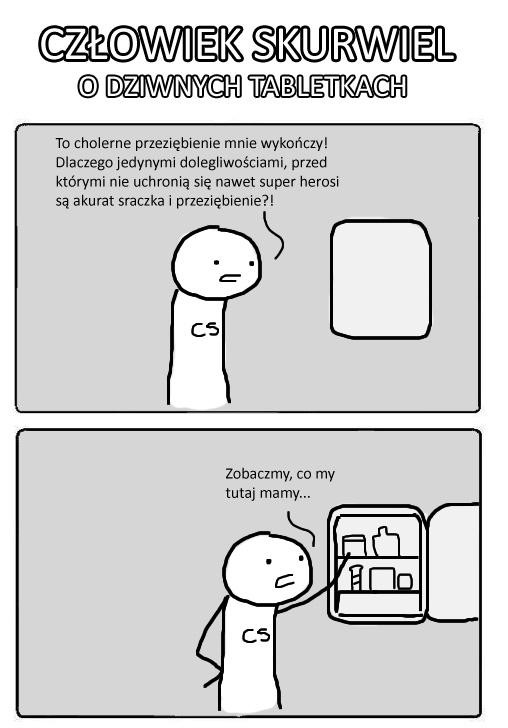 CZŁOWIEK SKURWIEL
O DZIWNYCH TABLETKACH
To cholerne przeziębienie mnie wykończy!
Dlaczego jedynymi dolegliwościami, przed
którymi nie uchronią się nawet super herosi
są akurat sraczka i przeziębienie?!
CS
Zobaczmy, co my
tutaj mamy...
CS